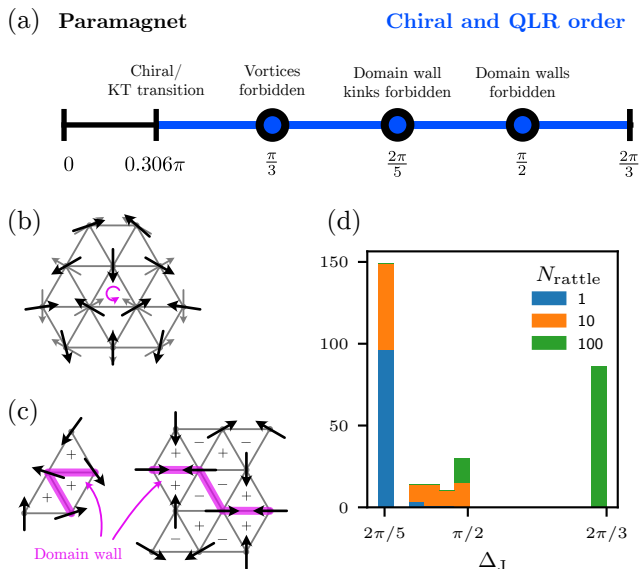 (a) Paramagnet Chiral and QLR order
Chiral/
KT transition
Vortices
forbidden
Domain wall
kinks forbidden
Domain walls
forbidden
0 0.306π π/3 2π/5 π/2 2π/3
(b)
(c)
+
+
+
Domain wall
− −
+ + −
+ − −
+ + −
+ +
(d)
150
100
50
0
N_rattle
1
10
100
2π/5 π/2 2π/3
Δ_J